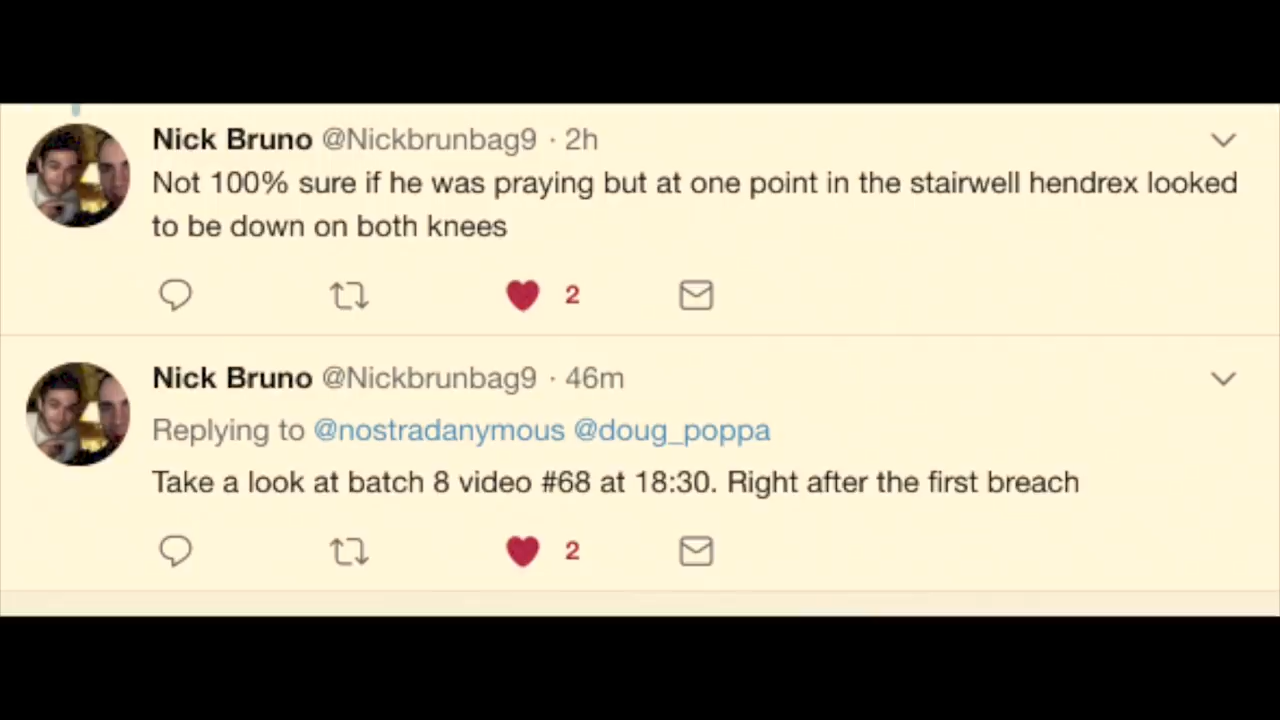 Nick Bruno @Nickbrunbag9 · 2h
Not 100% sure if he was praying but at one point in the stairwell hendrex looked
to be down on both knees
2
Nick Bruno @Nickbrunbag9 · 46m
Replying to @nostradanymous @doug_poppa
Take a look at batch 8 video #68 at 18:30. Right after the first breach
2